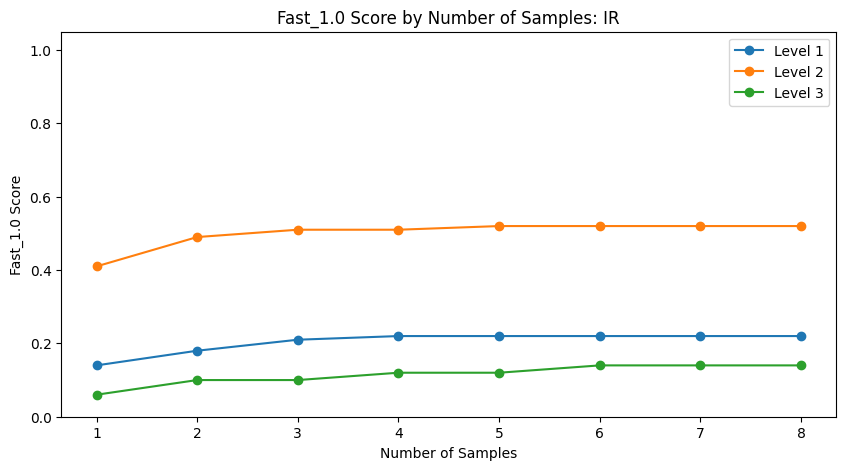 Fast_1.0 Score by Number of Samples: IR
1.0
0.8
0.6
0.4
0.2
0.0
Fast_1.0 Score
Level 1
Level 2
Level 3
1 2 3 4 5 6 7 8
Number of Samples